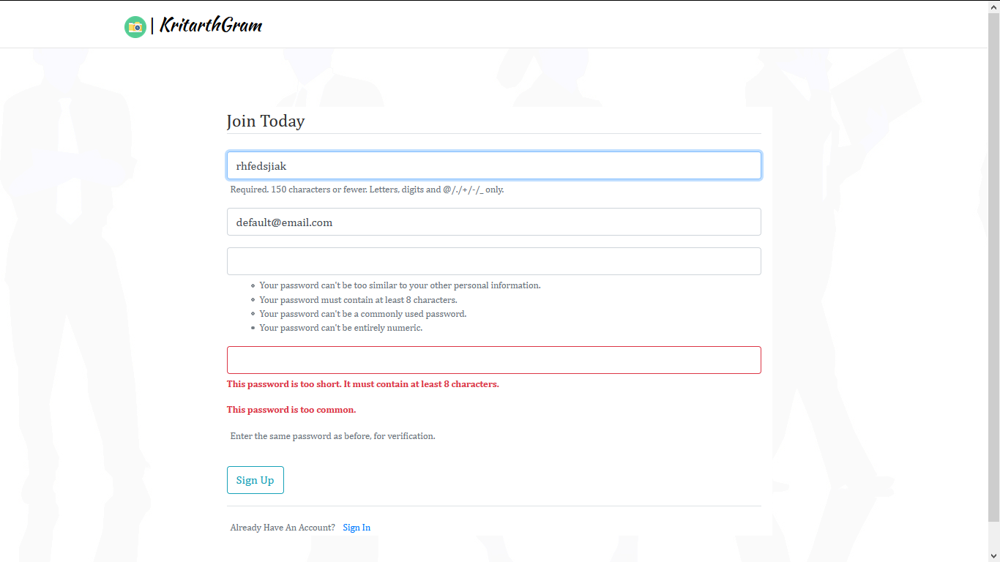 | KritarthGram
Join Today
rhfedsjiak
Required. 150 characters or fewer. Letters, digits and @/./+/-/_ only.
default@email.com
Your password can't be too similar to your other personal information.
Your password must contain at least 8 characters.
Your password can't be a commonly used password.
Your password can't be entirely numeric.
This password is too short. It must contain at least 8 characters.
This password is too common.
Enter the same password as before, for verification.
Sign Up
Already Have An Account? Sign In